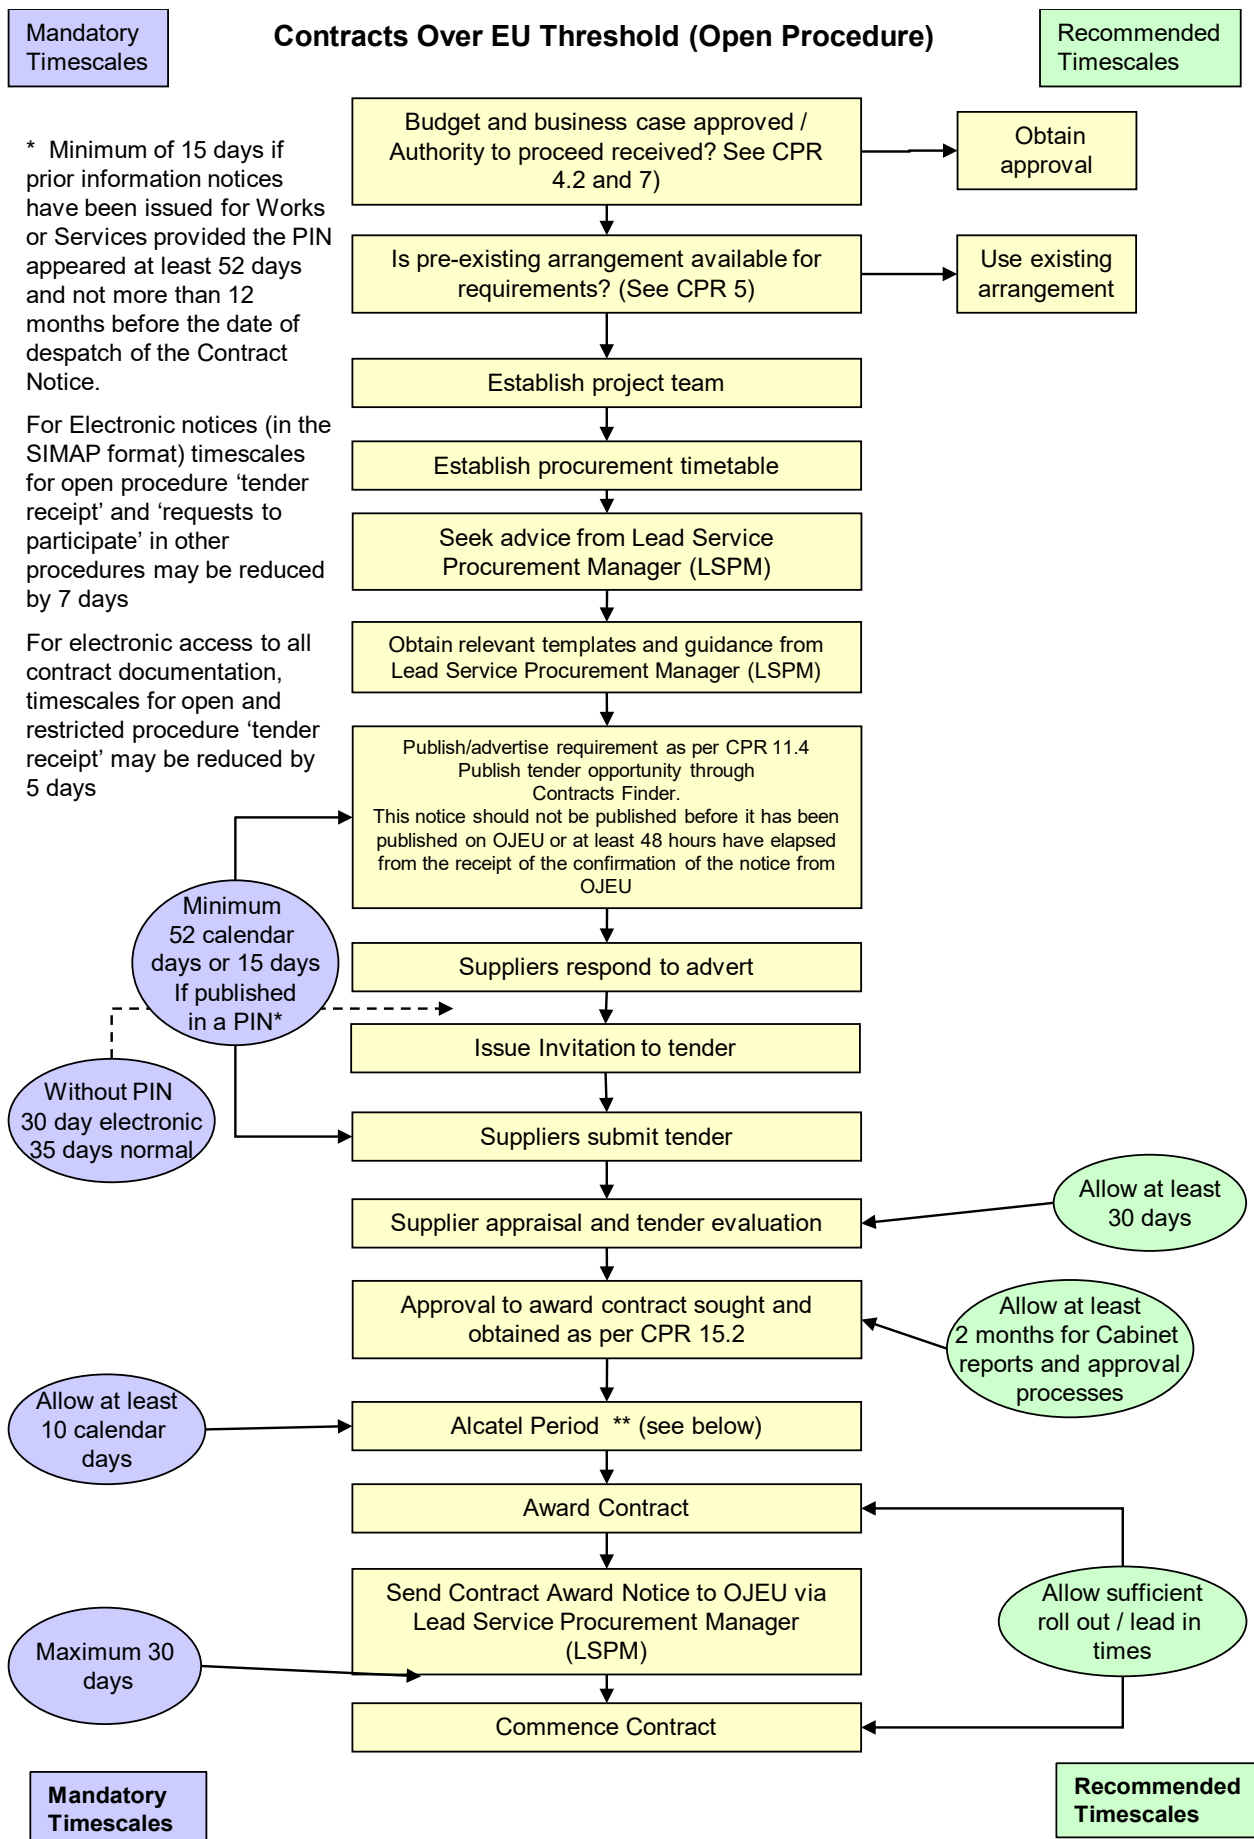 Mandatory
Timescales
Contracts Over EU Threshold (Open Procedure)
Recommended
Timescales
Budget and business case approved /
Authority to proceed received? See CPR
4.2 and 7)
Obtain
approval
* Minimum of 15 days if
prior information notices
have been issued for Works
or Services provided the PIN
appeared at least 52 days
and not more than 12
months before the date of
despatch of the Contract
Notice.
For Electronic notices (in the
SIMAP format) timescales
for open procedure ‘tender
receipt’ and ‘requests to
participate’ in other
procedures may be reduced
by 7 days
For electronic access to all
contract documentation,
timescales for open and
restricted procedure ‘tender
receipt’ may be reduced by
5 days
Is pre-existing arrangement available for
requirements? (See CPR 5)
Use existing
arrangement
Establish project team
Establish procurement timetable
Seek advice from Lead Service
Procurement Manager (LSPM)
Obtain relevant templates and guidance from
Lead Service Procurement Manager (LSPM)
Publish/advertise requirement as per CPR 11.4
Publish tender opportunity through
Contracts Finder.
This notice should not be published before it has been
published on OJEU or at least 48 hours have elapsed
from the receipt of the confirmation of the notice from
OJEU
Minimum
52 calendar
days or 15 days
If published
in a PIN*
Suppliers respond to advert
Issue Invitation to tender
Without PIN
30 day electronic
35 days normal
Suppliers submit tender
Supplier appraisal and tender evaluation
Allow at least
30 days
Approval to award contract sought and
obtained as per CPR 15.2
Allow at least
2 months for Cabinet
reports and approval
processes
Allow at least
10 calendar
days
Alcatel Period ** (see below)
Award Contract
Send Contract Award Notice to OJEU via
Lead Service Procurement Manager
(LSPM)
Allow sufficient
roll out / lead in
times
Maximum 30
days
Commence Contract
Mandatory
Timescales
Recommended
Timescales